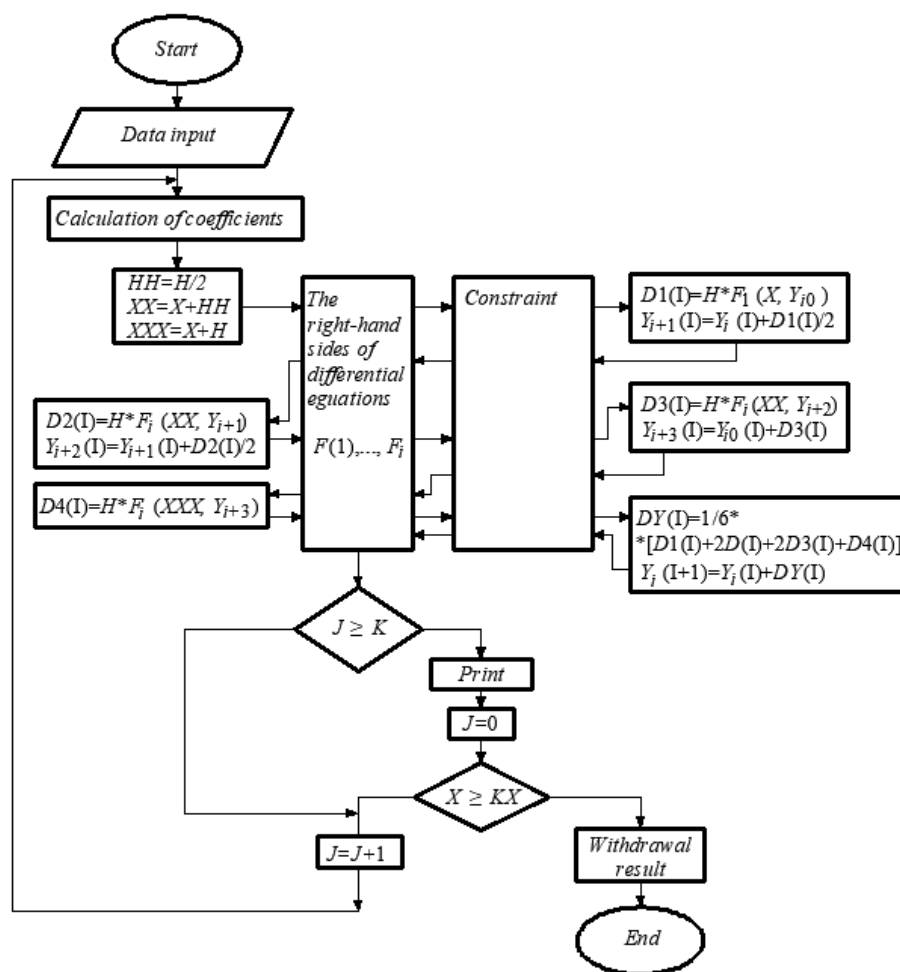 Start
Data input
Calculation of coefficients
HH=H/2
XX=X+HH
XXX=X+H
The
right-hand
sides of
differential
eguations
F(1),..., Fi
Constraint
D1(I)=H*F1 (X, Yi0 )
Yi+1 (I)=Yi (I)+D1(I)/2
D2(I)=H*Fi (XX, Yi+1)
Yi+2 (I)=Yi+1 (I)+D2(I)/2
D3(I)=H*Fi (XX, Yi+2)
Yi+3 (I)=Yi0 (I)+D3(I)
D4(I)=H*Fi (XXX, Yi+3)
DY(I)=1/6*
*[D1(I)+2D(I)+2D3(I)+D4(I)]
Yi (I+1)=Yi (I)+DY(I)
J ≥ K
Print
J=0
X ≥ KX
J=J+1
Withdrawal
result
End